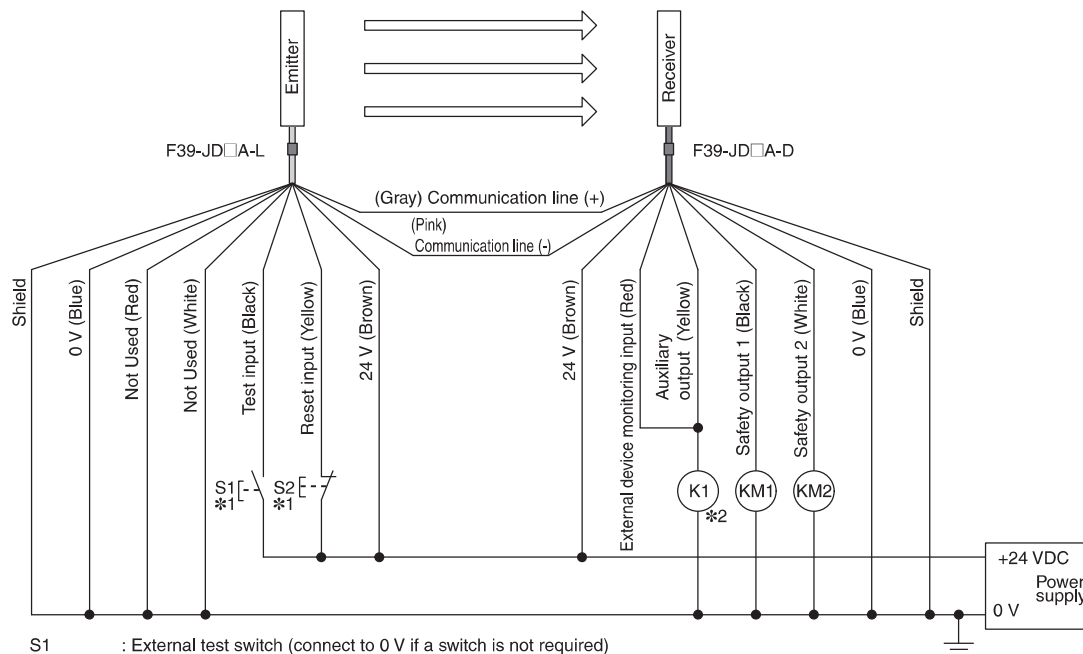 Emitter
Receiver
F39-JD□A-L
F39-JD□A-D
(Gray) Communication line (+)
(Pink)
Communication line (-)
Shield
0 V (Blue)
Not Used (Red)
Not Used (White)
Test input (Black)
Reset input (Yellow)
24 V (Brown)
24 V (Brown)
External device monitoring input (Red)
Auxiliary
output (Yellow)
Safety output 1 (Black)
Safety output 2 (White)
0 V (Blue)
Shield
S1
*1
S2
*1
K1
*2
KM1
KM2
+24 VDC
Power
supply
0 V
S1 : External test switch (connect to 0 V if a switch is not required)